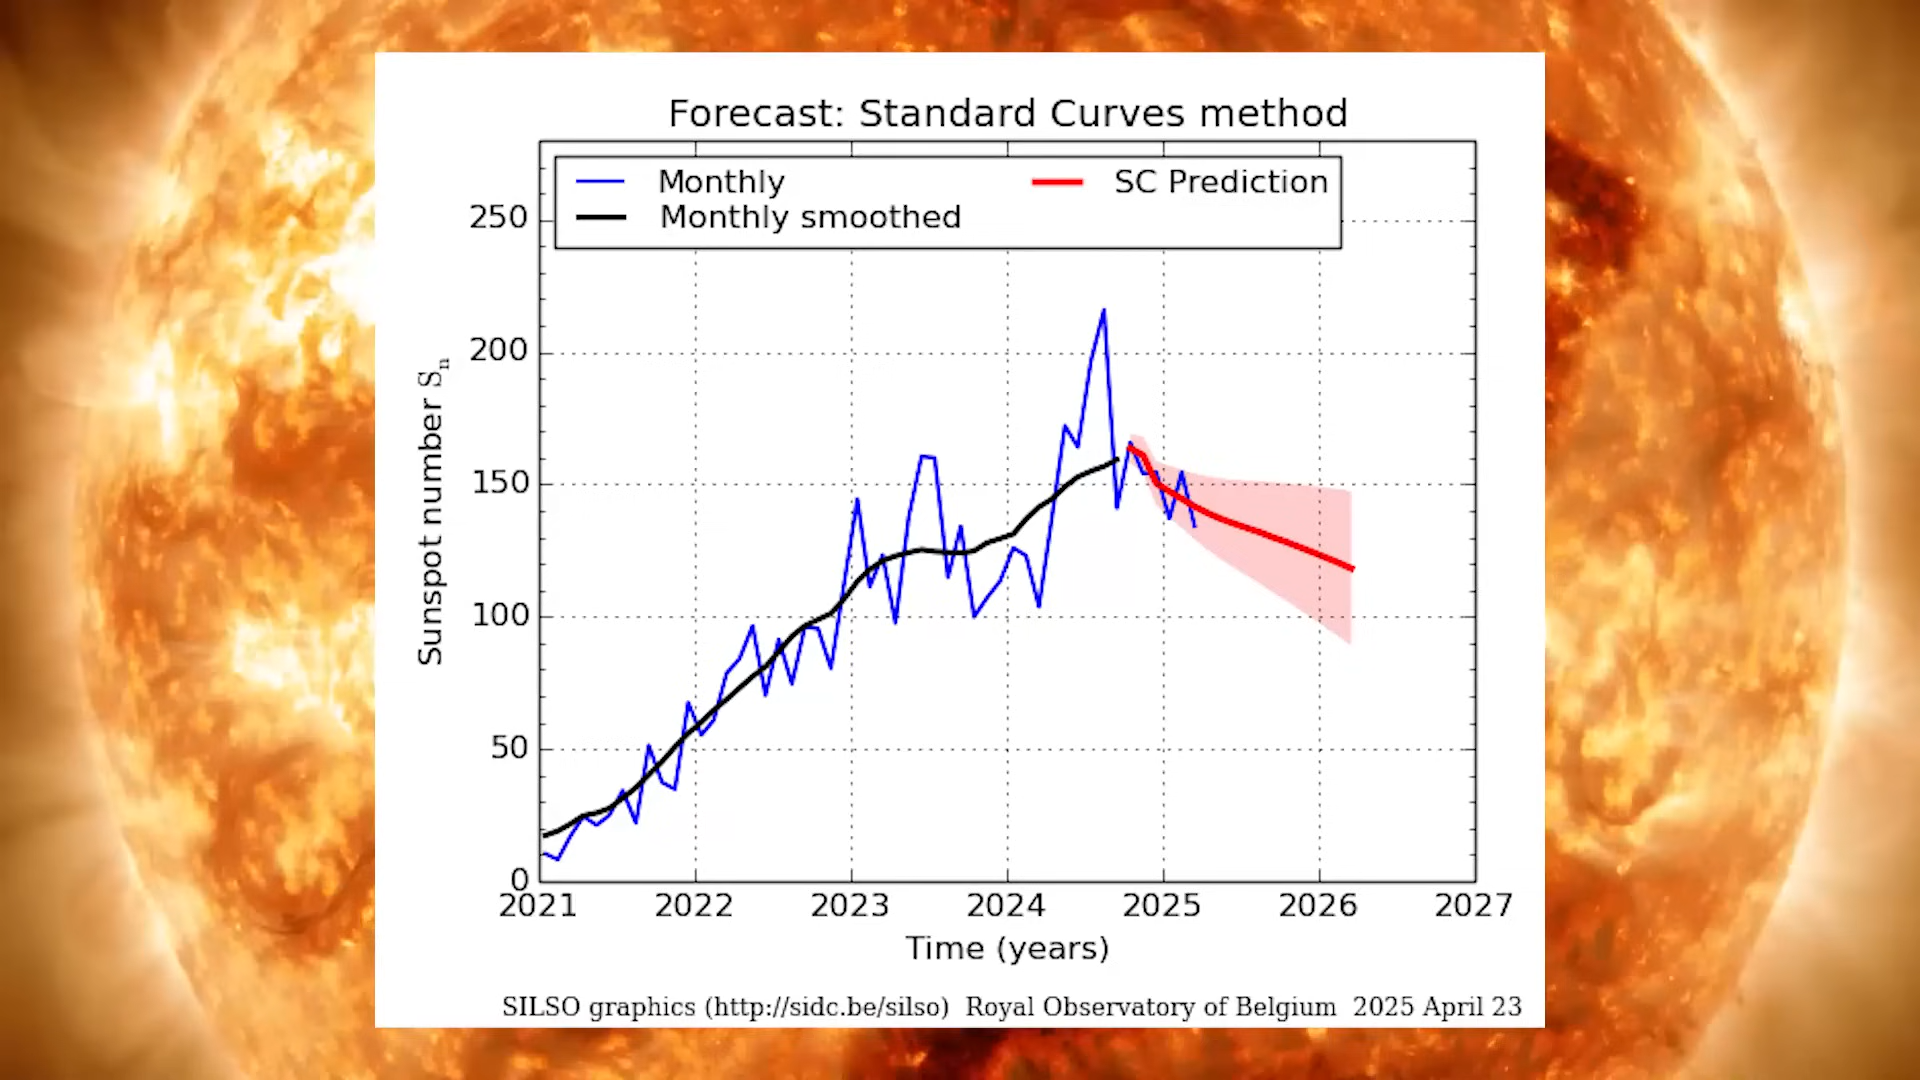 Forecast: Standard Curves method
Monthly
SC Prediction
Monthly smoothed
250
200
150
100
50
0
Sunspot number Sn
2021 2022 2023 2024 2025 2026 2027
Time (years)
SILSO graphics (http://sidc.be/silso) Royal Observatory of Belgium 2025 April 23